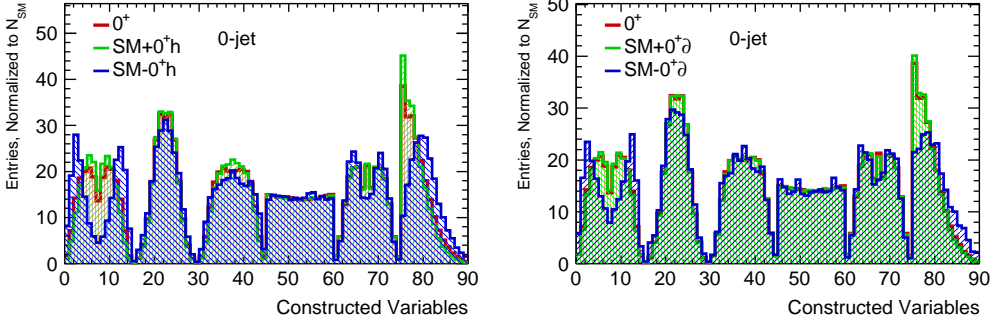 Entries, Normalized to N_SM
50
40
30
20
10
0
0⁺
SM+0⁺h
SM-0⁺h
0-jet
0 10 20 30 40 50 60 70 80 90
Constructed Variables
Entries, Normalized to N_SM
50
40
30
20
10
0
0⁺
SM+0⁺∂
SM-0⁺∂
0-jet
0 10 20 30 40 50 60 70 80 90
Constructed Variables